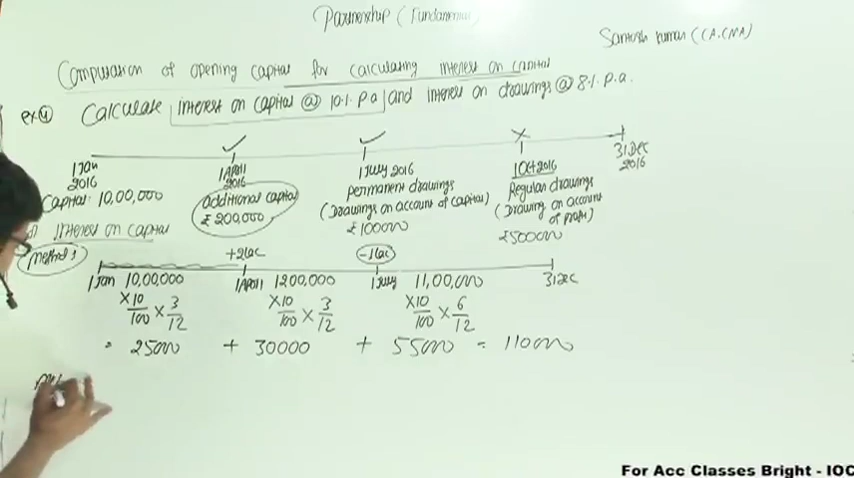 Partnership (Fundamental
Santosh Kumar (CA.CMA)
Computation of opening capital for calculating interest on capital
ex④ Calculate interest on capital @ 10% P.a and interest on drawings @ 8% p.a.
1 Jan 2016
1 April 2016
1 July 2016
1 Oct 2016
31 Dec 2016
Capital: 10,00,000
additional capital ₹200,000
permanent drawings (Drawings on account of capital) ₹100000
Regular drawings (Drawing on account of profit) ₹50000
Interest on capital
Method 1
+2 lac
-1 lac
1 Jan 10,00,000 1 April 1200,000 1 July 11,00,000 31 Dec
×10/100 × 3/12 ×10/100 × 3/12 ×10/100 × 6/12
= 25000 + 30000 + 55000 = 110000
For Acc Classes Bright - IOC